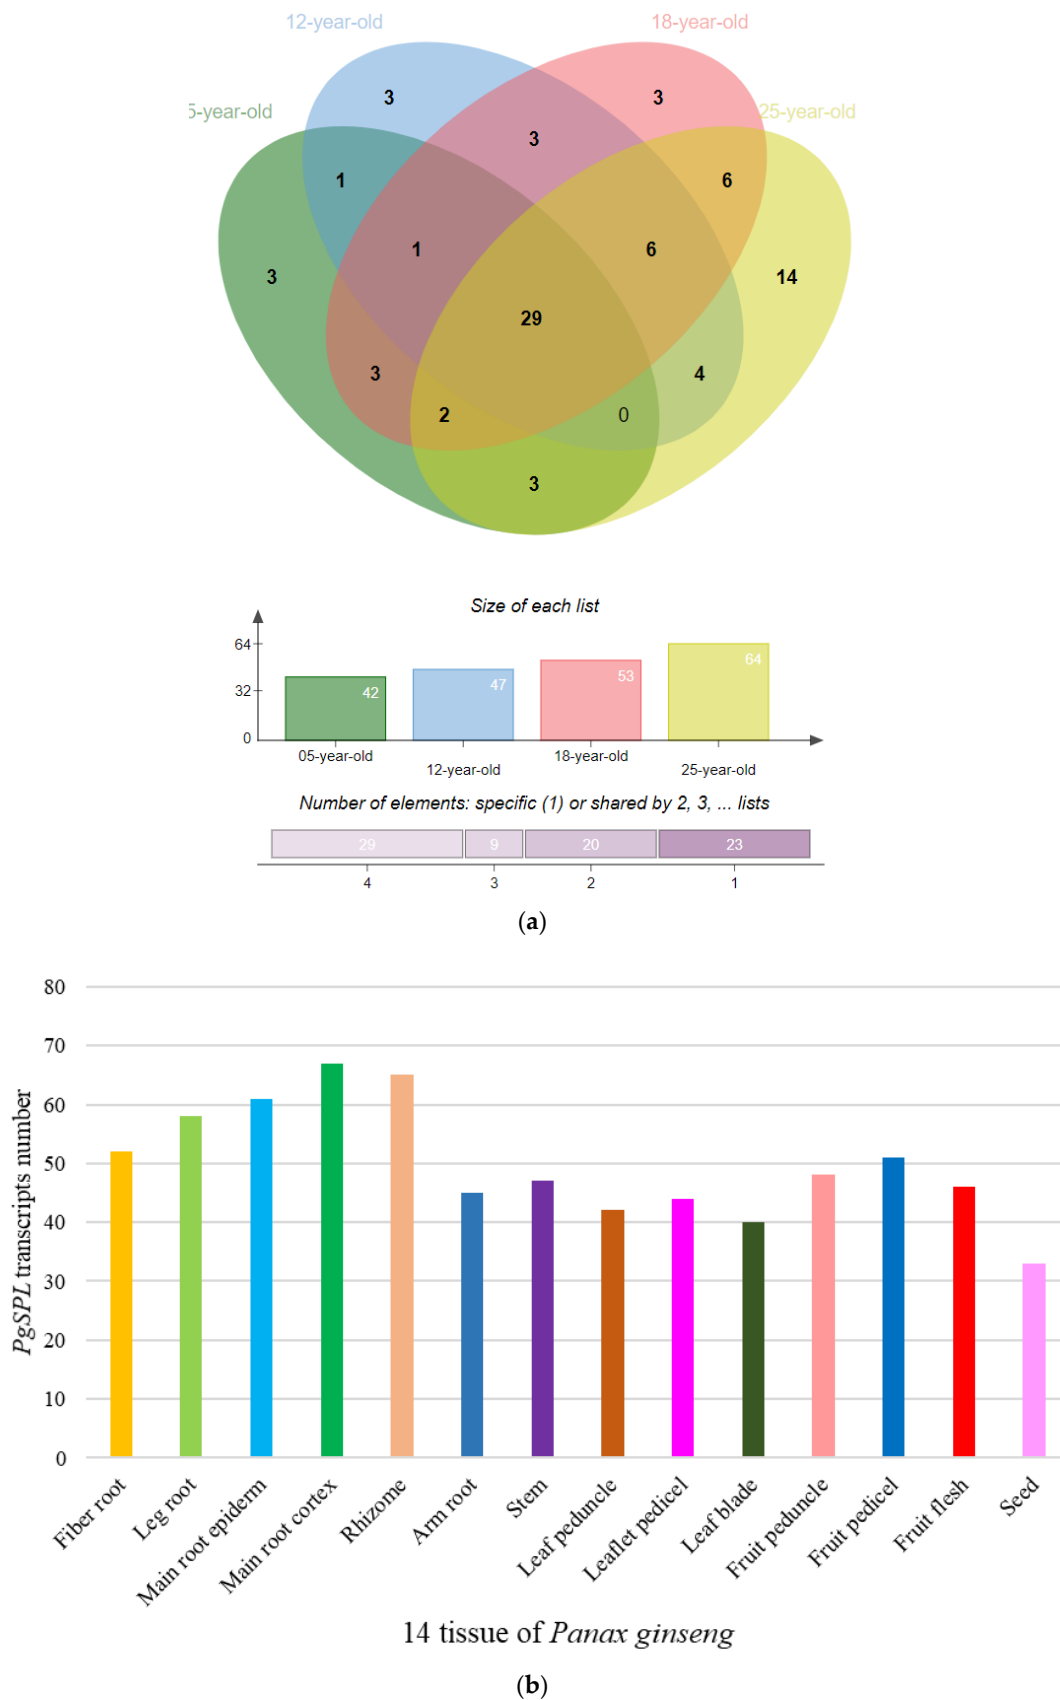 12-year-old 18-year-old
5-year-old 25-year-old
3 3
3
1 6
1 6
3 14
29
3 4
2 0
3
Size of each list
64
32
0
42 47 53 64
05-year-old 12-year-old 18-year-old 25-year-old
Number of elements: specific (1) or shared by 2, 3, ... lists
29 9 20 23
4 3 2 1
(a)
80
70
60
50
40
30
20
10
0
PgSPL transcripts number
Fiber root
Leg root
Main root epiderm
Main root cortex
Rhizome
Arm root
Stem
Leaf peduncle
Leaflet pedicel
Leaf blade
Fruit peduncle
Fruit pedicel
Fruit flesh
Seed
14 tissue of Panax ginseng
(b)